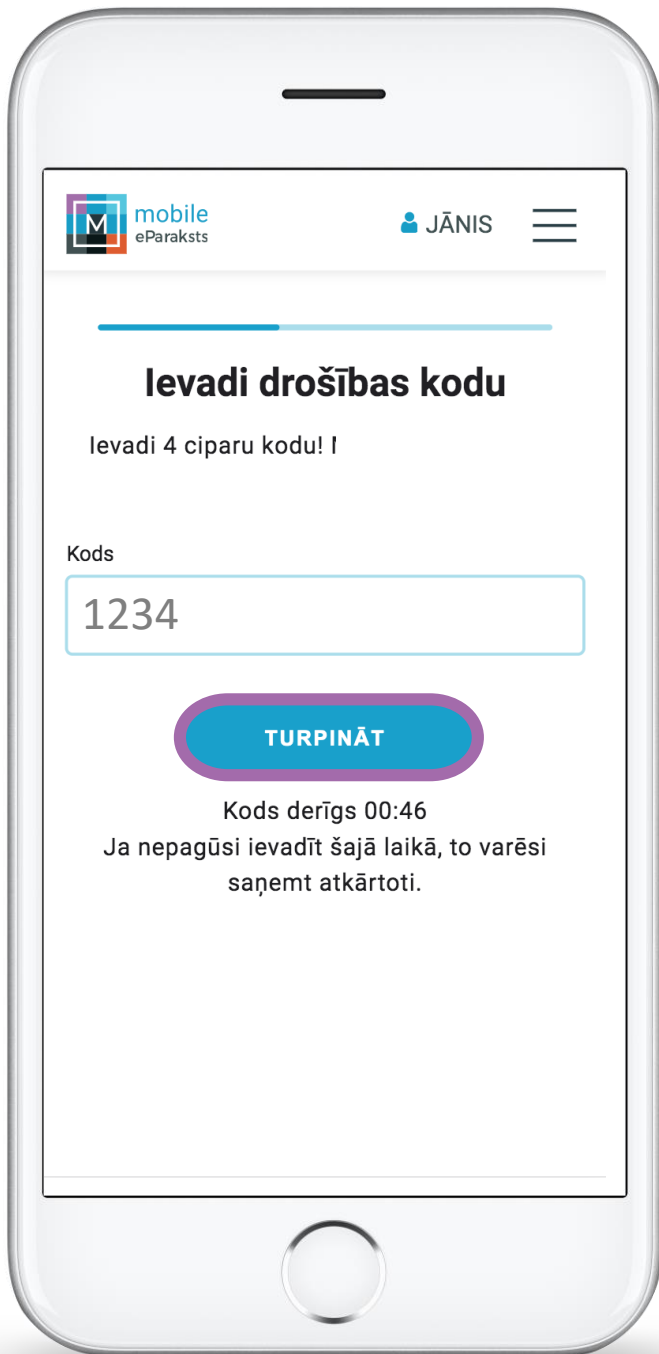 M
mobile
eParaksts
JĀNIS
Ievadi drošības kodu
Ievadi 4 ciparu kodu!
Kods
1234
TURPINĀT
Kods derīgs 00:46
Ja nepagūsi ievadīt šajā laikā, to varēsi
saņemt atkārtoti.